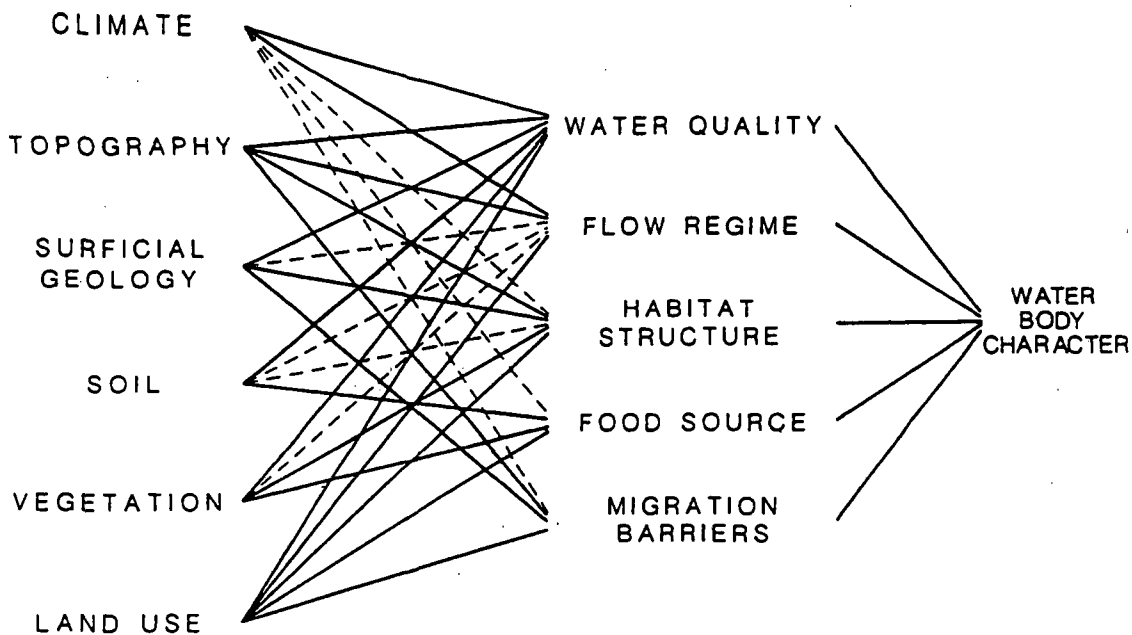 CLIMATE
TOPOGRAPHY
SURFICIAL
GEOLOGY
SOIL
VEGETATION
LAND USE
WATER QUALITY
FLOW REGIME
HABITAT
STRUCTURE
FOOD SOURCE
MIGRATION
BARRIERS
WATER
BODY
CHARACTER